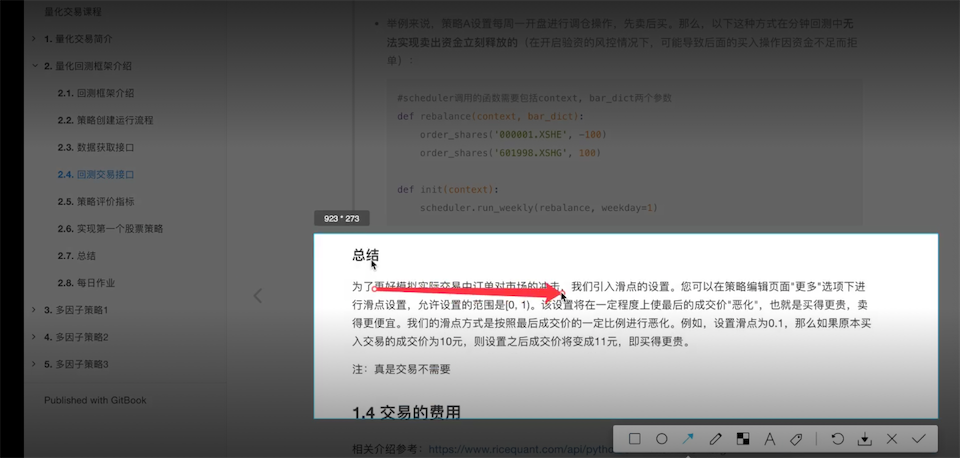 量化交易课程
1. 量化交易简介
2. 量化回测框架介绍
2.1. 回测框架介绍
2.2. 策略创建运行流程
2.3. 数据获取接口
2.4. 回测交易接口
2.5. 策略评价指标
2.6. 实现第一个股票策略
2.7. 总结
2.8. 每日作业
3. 多因子策略1
4. 多因子策略2
5. 多因子策略3
Published with GitBook
举例来说，策略A设置每周一开盘进行调仓操作，先卖后买。那么，以下这种方式在分钟回测中无
法实现卖出资金立刻释放的（在开启验资的风控情况下，可能导致后面的买入操作因资金不足而拒
单）：
#scheduler调用的函数需要包括context, bar_dict两个参数
def rebalance(context, bar_dict):
order_shares('000001.XSHE', -100)
order_shares('601998.XSHG', 100)
def init(context):
scheduler.run_weekly(rebalance, weekday=1)
923 * 273
总结
为了更好模拟实际交易中订单对市场的冲击，我们引入滑点的设置。您可以在策略编辑页面"更多"选项下进
行滑点设置，允许设置的范围是[0, 1)。该设置将在一定程度上使最后的成交价"恶化"，也就是买得更贵，卖
得更便宜。我们的滑点方式是按照最后成交价的一定比例进行恶化。例如，设置滑点为0.1，那么如果原本买
入交易的成交价为10元，则设置之后成交价将变成11元，即买得更贵。
注：真是交易不需要
1.4 交易的费用
相关介绍参考：https://www.ricequant.com/api/pyth